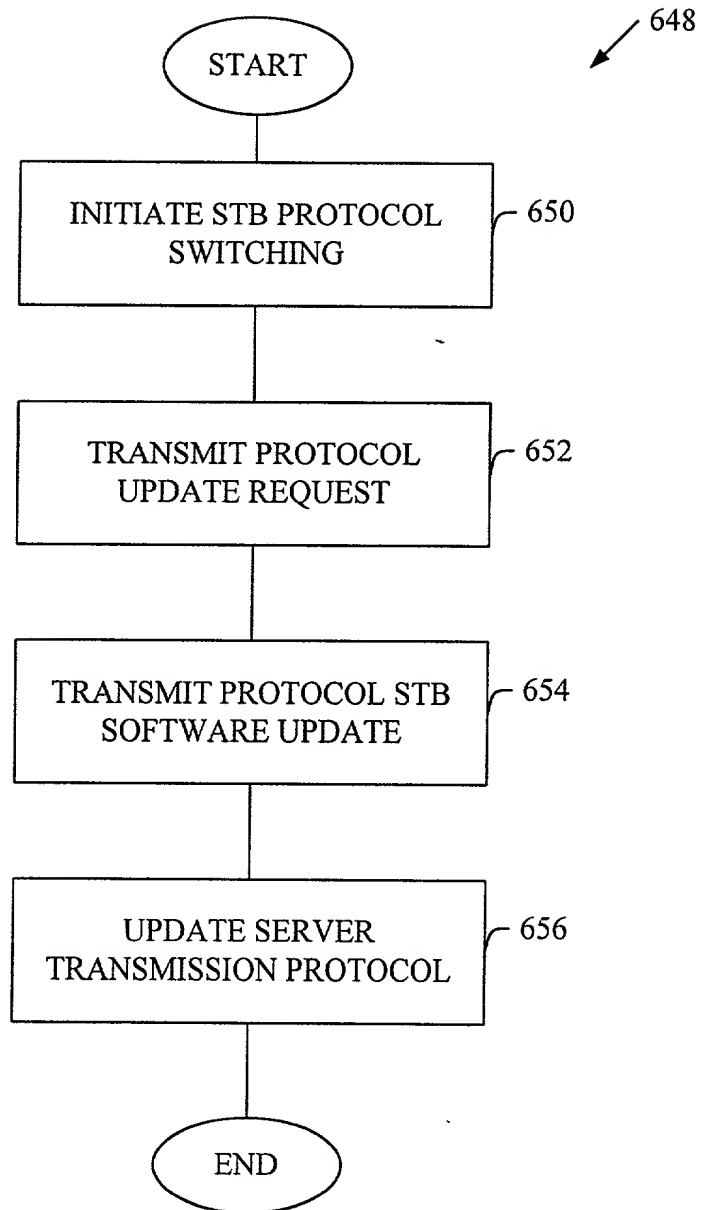 648
START
INITIATE STB PROTOCOL
SWITCHING
650
TRANSMIT PROTOCOL
UPDATE REQUEST
652
TRANSMIT PROTOCOL STB
SOFTWARE UPDATE
654
UPDATE SERVER
TRANSMISSION PROTOCOL
656
END